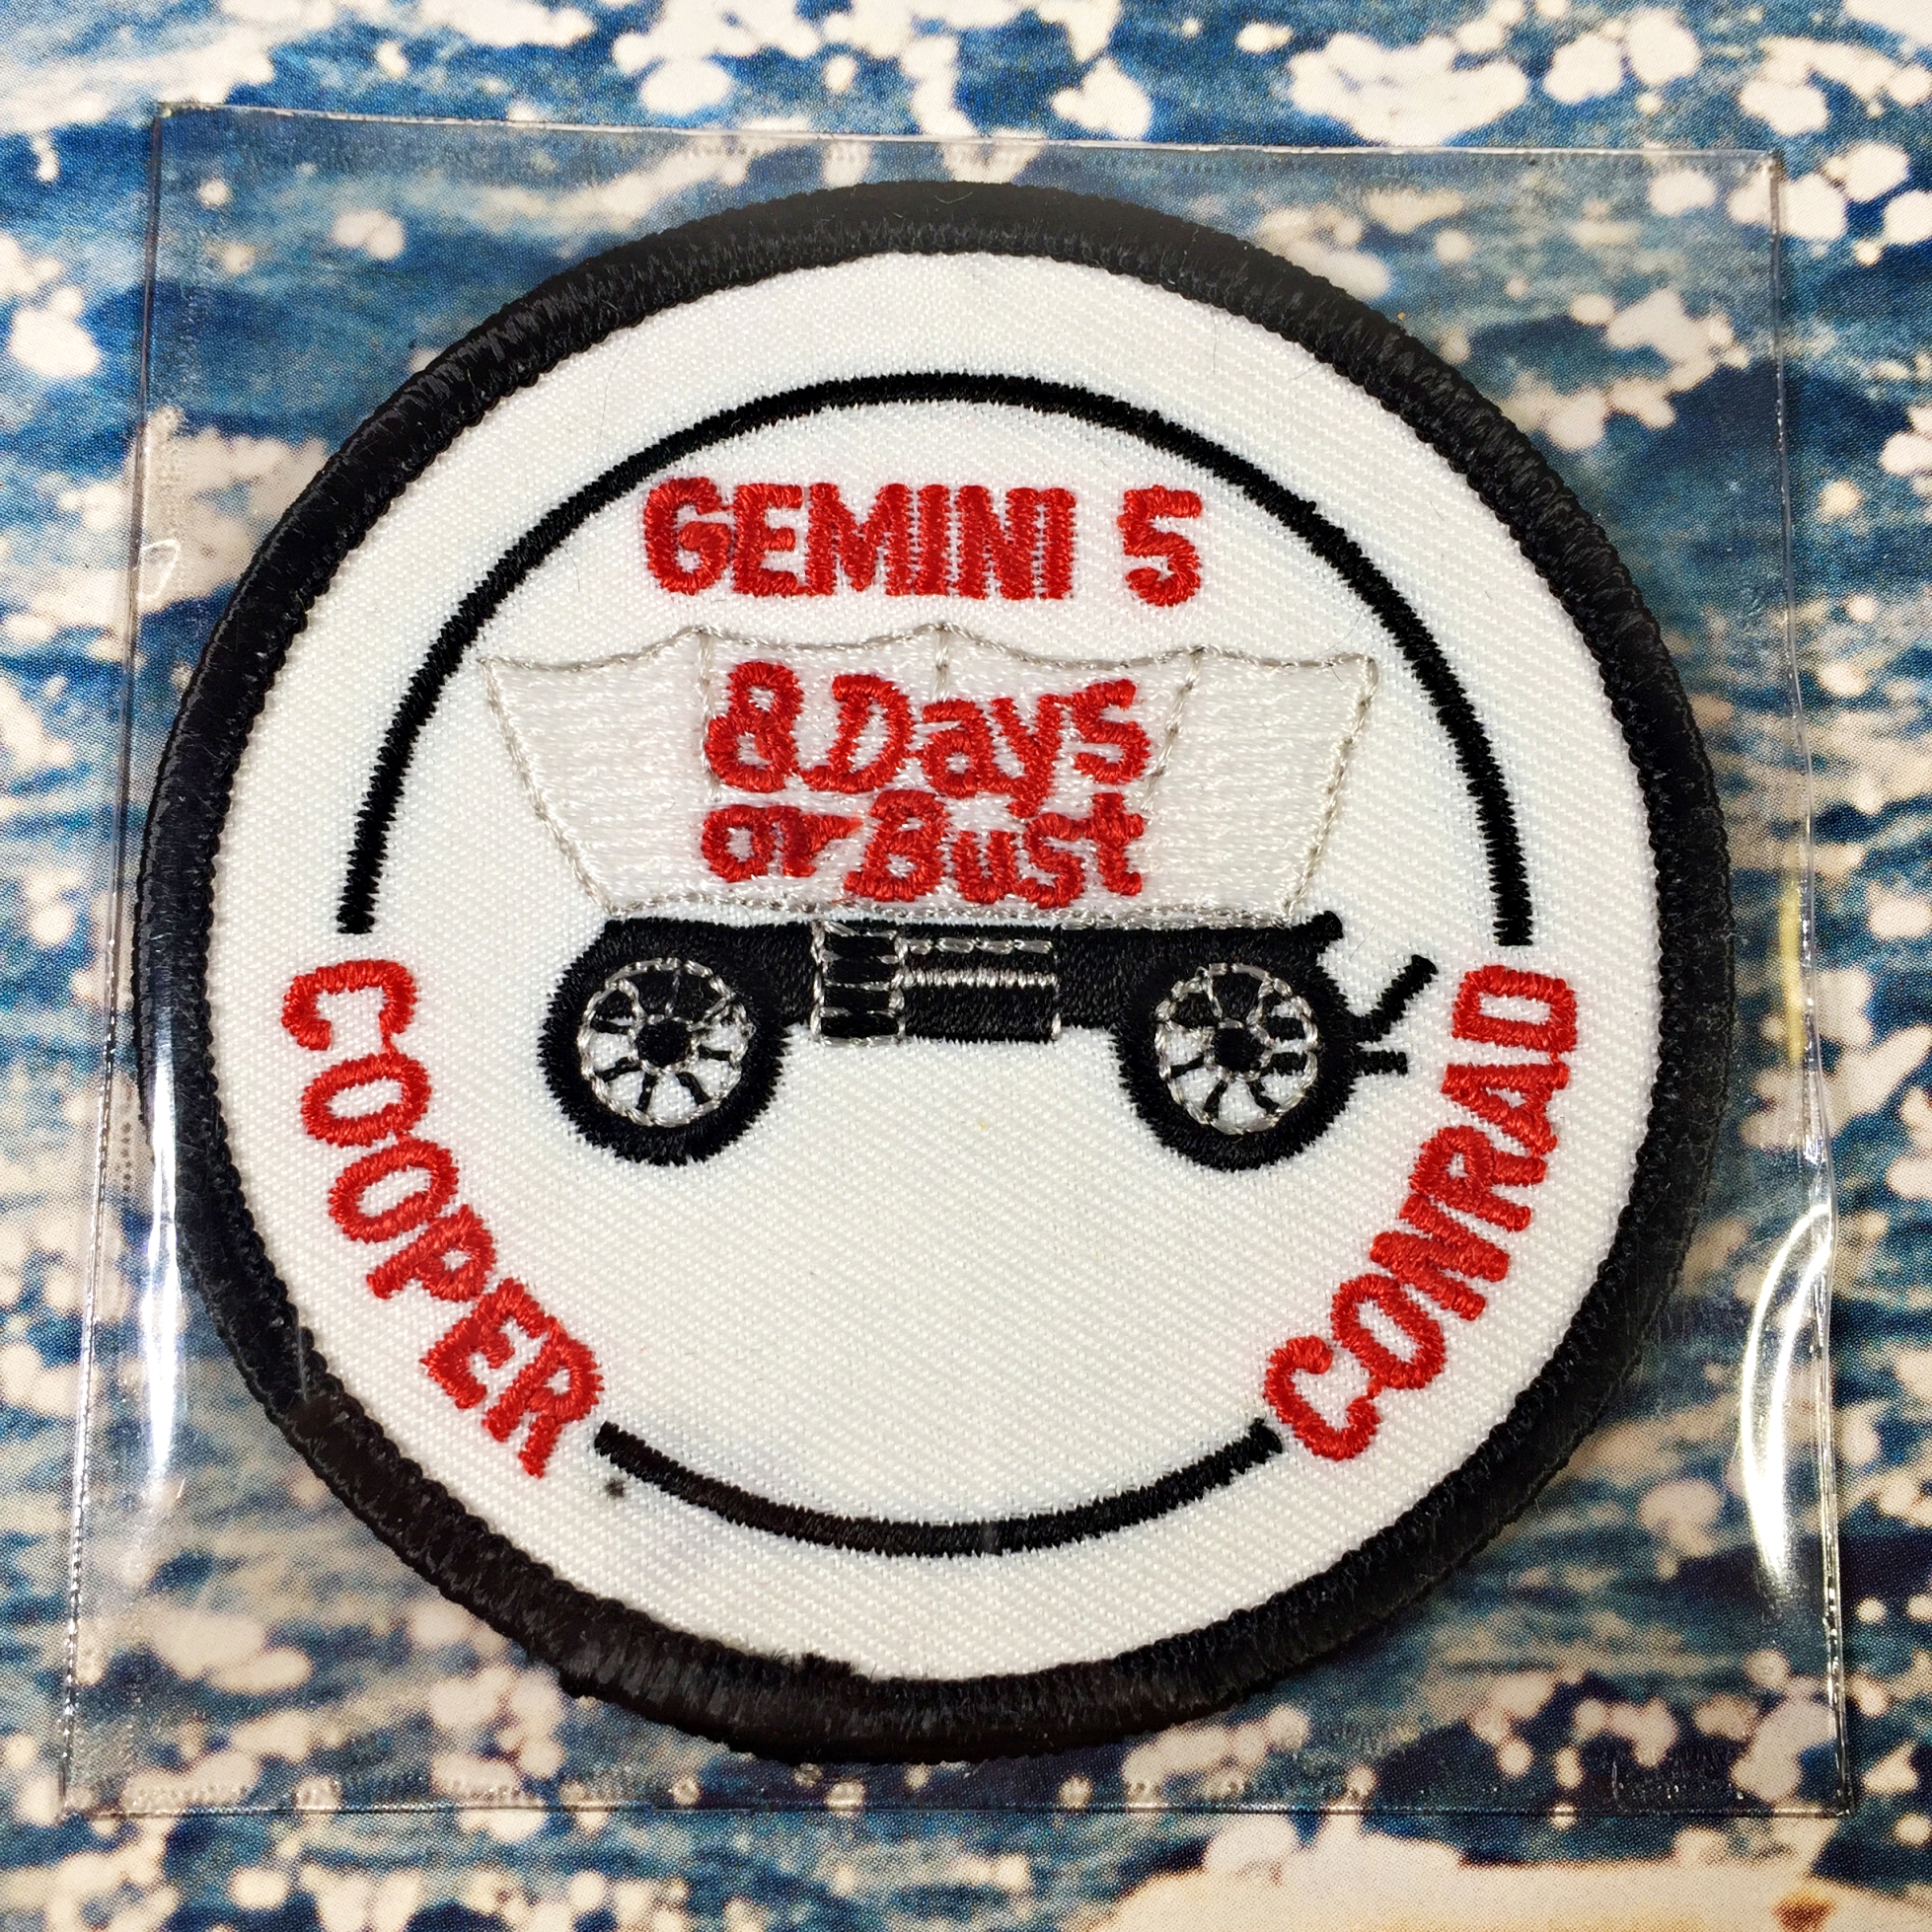 GEMINI 5
8 Days
or Bust
COOPER
CONRAD